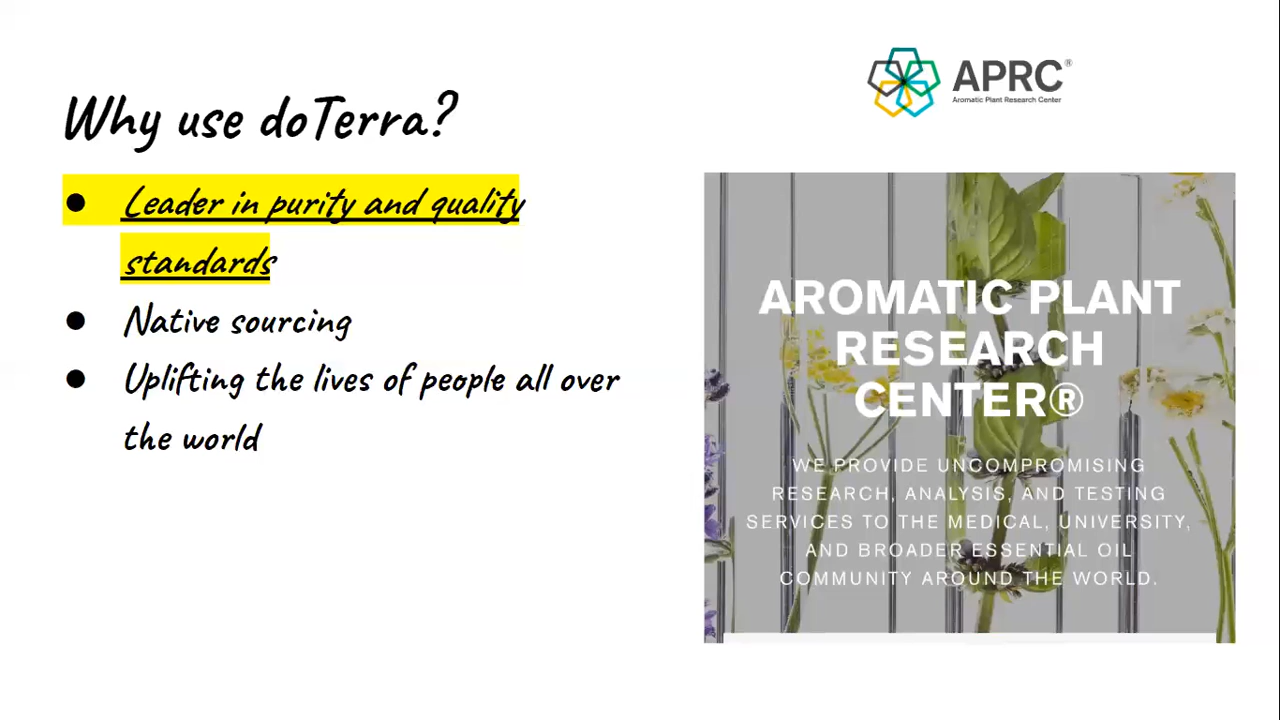 Why use doTerra?
● Leader in purity and quality
standards
● Native sourcing
● Uplifting the lives of people all over
the world
APRC®
Aromatic Plant Research Center
AROMATIC PLANT
RESEARCH
CENTER®
WE PROVIDE UNCOMPROMISING
RESEARCH, ANALYSIS, AND TESTING
SERVICES TO THE MEDICAL, UNIVERSITY,
AND BROADER ESSENTIAL OIL
COMMUNITY AROUND THE WORLD.